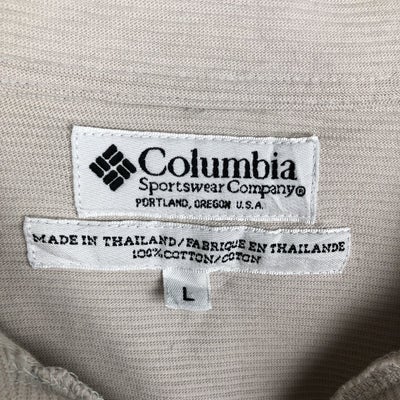 Columbia
Sportswear Company®
PORTLAND, OREGON U.S.A.
MADE IN THAILAND/FABRIQUE EN THAILANDE
100% COTTON/COTON
L